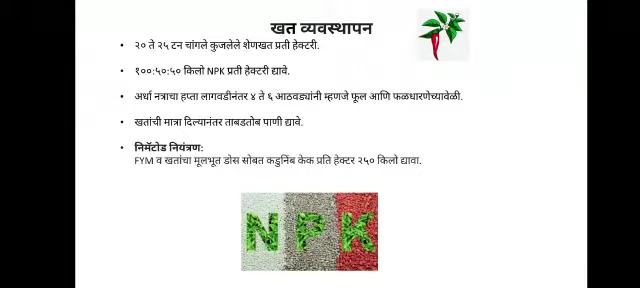 खत व्यवस्थापन
• २० ते २५ टन चांगले कुजलेले शेणखत प्रती हेक्टरी.
• १००:५०:५० किलो NPK प्रती हेक्टरी द्यावे.
• अर्धा नत्राचा हप्ता लागवडीनंतर ४ ते ६ आठवड्यांनी म्हणजे फूल आणि फळधारणेच्यावेळी.
• खतांची मात्रा दिल्यानंतर ताबडतोब पाणी द्यावे.
• निमॅटोड नियंत्रण:
FYM व खतांचा मूलभूत डोस सोबत कडुनिंब केक प्रति हेक्टर २५० किलो द्यावा.
NPK